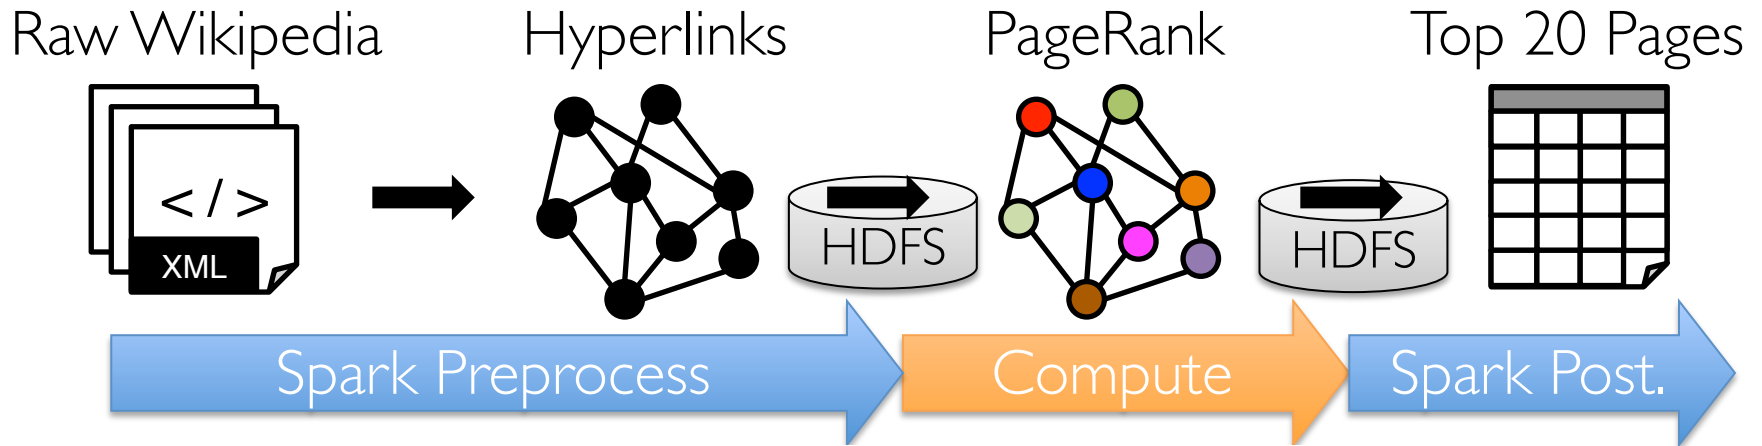 Raw Wikipedia
Hyperlinks
PageRank
Top 20 Pages
</>
XML
HDFS
HDFS
Spark Preprocess
Compute
Spark Post.